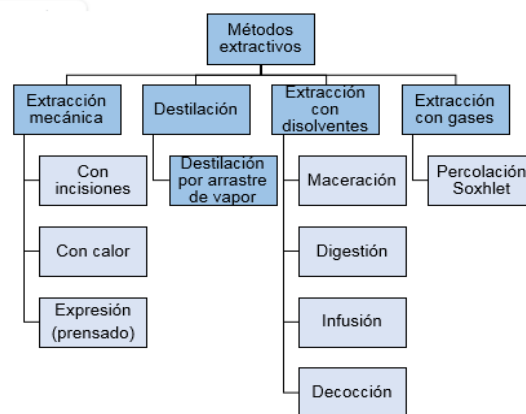 Métodos
extractivos
Extracción
mecánica
Destilación
Extracción
con
disolventes
Extracción
con gases
Con
incisiones
Destilación
por arrastre
de vapor
Maceración
Percolación
Soxhlet
Con calor
Digestión
Expresión
(prensado)
Infusión
Decocción